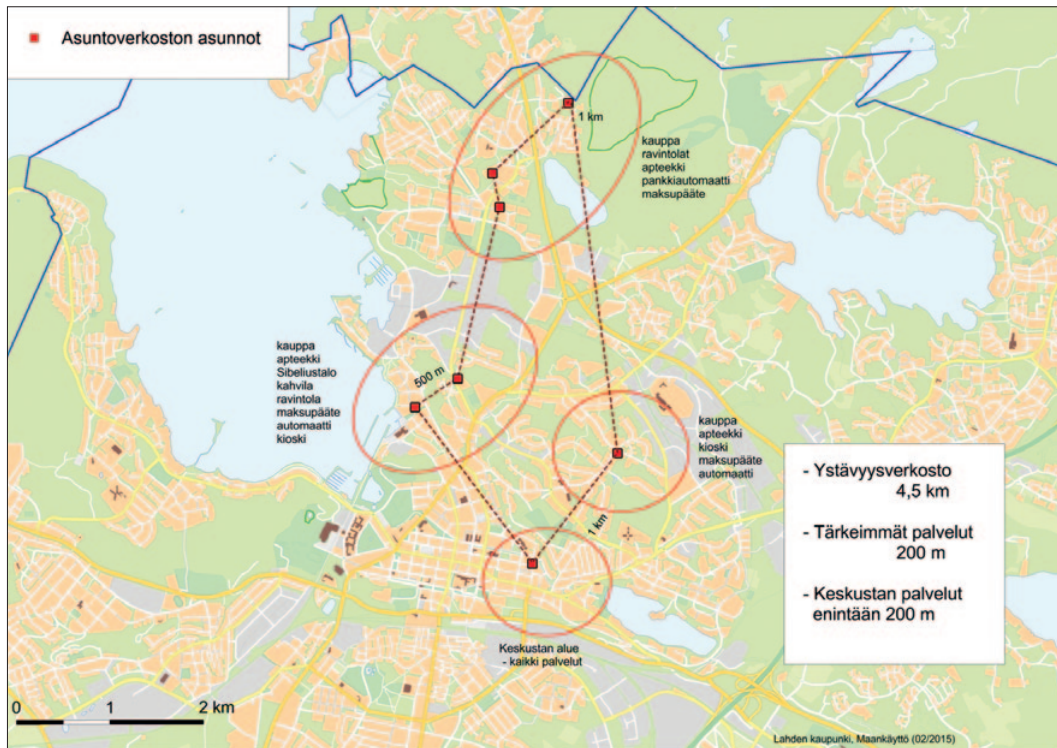 Asuntoverkoston asunnot
1 km
kauppa
ravintolat
apteekki
pankkiautomaatti
maksupääte
kauppa
apteekki
Sibeliustalo
kahvila
ravintola
maksupääte
automaatti
kioski
500 m
kauppa
apteekki
kioski
maksupääte
automaatti
1 km
- Ystävyysverkosto
4,5 km
- Tärkeimmät palvelut
200 m
- Keskustan palvelut
enintään 200 m
Keskustan alue
- kaikki palvelut
0 1 2 km
Lahden kaupunki, Maankäyttö (02/2015)